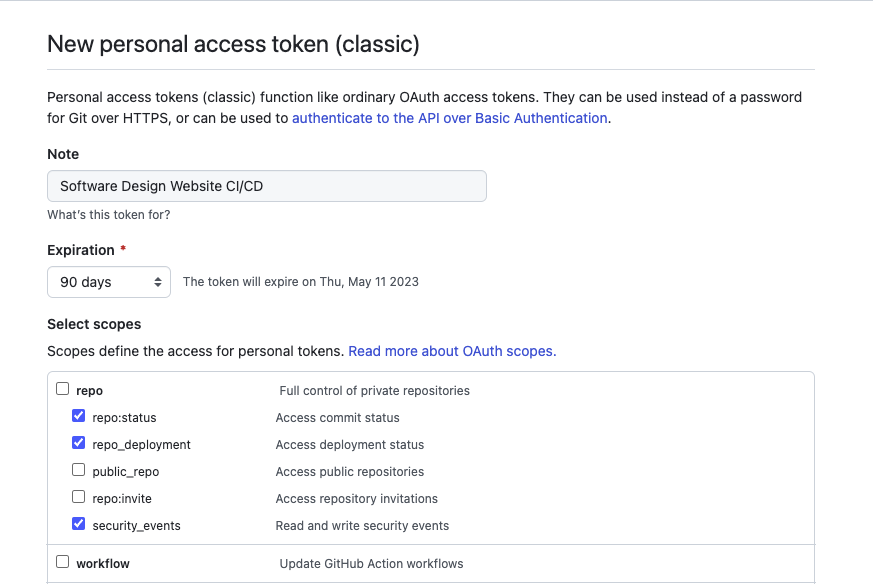 New personal access token (classic)
Personal access tokens (classic) function like ordinary OAuth access tokens. They can be used instead of a password
for Git over HTTPS, or can be used to authenticate to the API over Basic Authentication.
Note
Software Design Website CI/CD
What's this token for?
Expiration *
90 days The token will expire on Thu, May 11 2023
Select scopes
Scopes define the access for personal tokens. Read more about OAuth scopes.
repo Full control of private repositories
repo:status Access commit status
repo_deployment Access deployment status
public_repo Access public repositories
repo:invite Access repository invitations
security_events Read and write security events
workflow Update GitHub Action workflows